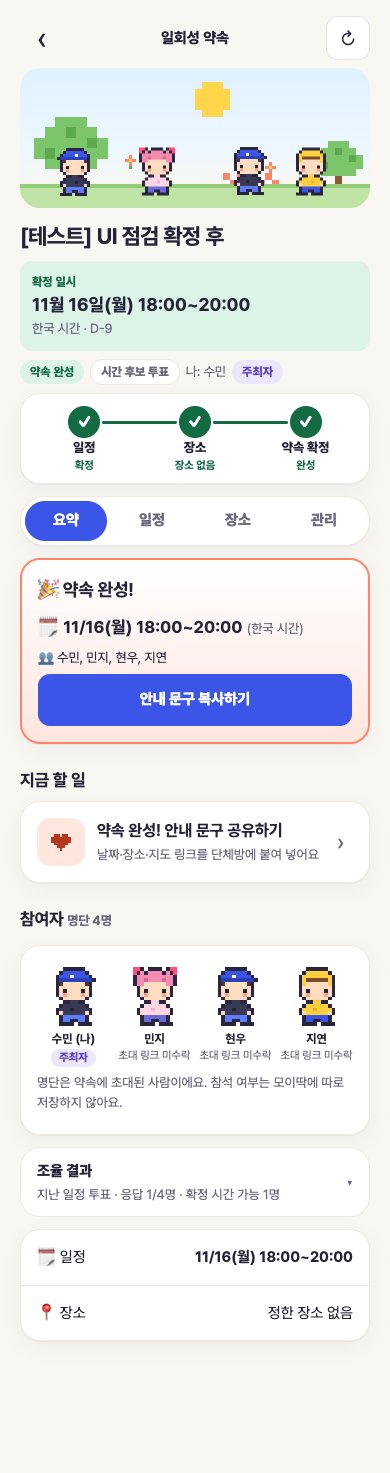 일회성 약속
[테스트] UI 점검 확정 후
확정 일시
11월 16일(월) 18:00~20:00
한국 시간 · D-9
약속 완성 시간 후보 투표 나: 수민 주최자
일정 장소 약속 확정
확정 장소 없음 완성
요약 일정 장소 관리
약속 완성!
11/16(월) 18:00~20:00 (한국 시간)
수민, 민지, 현우, 지연
안내 문구 복사하기
지금 할 일
약속 완성! 안내 문구 공유하기
날짜·장소·지도 링크를 단체방에 붙여 넣어요
참여자 명단 4명
수민 (나) 민지 현우 지연
주최자 초대 링크 미수락 초대 링크 미수락 초대 링크 미수락
명단은 약속에 초대된 사람이에요. 참석 여부는 모이딱에 따로
저장하지 않아요.
조율 결과
지난 일정 투표 · 응답 1/4명 · 확정 시간 가능 1명
일정 11/16(월) 18:00~20:00
장소 정한 장소 없음